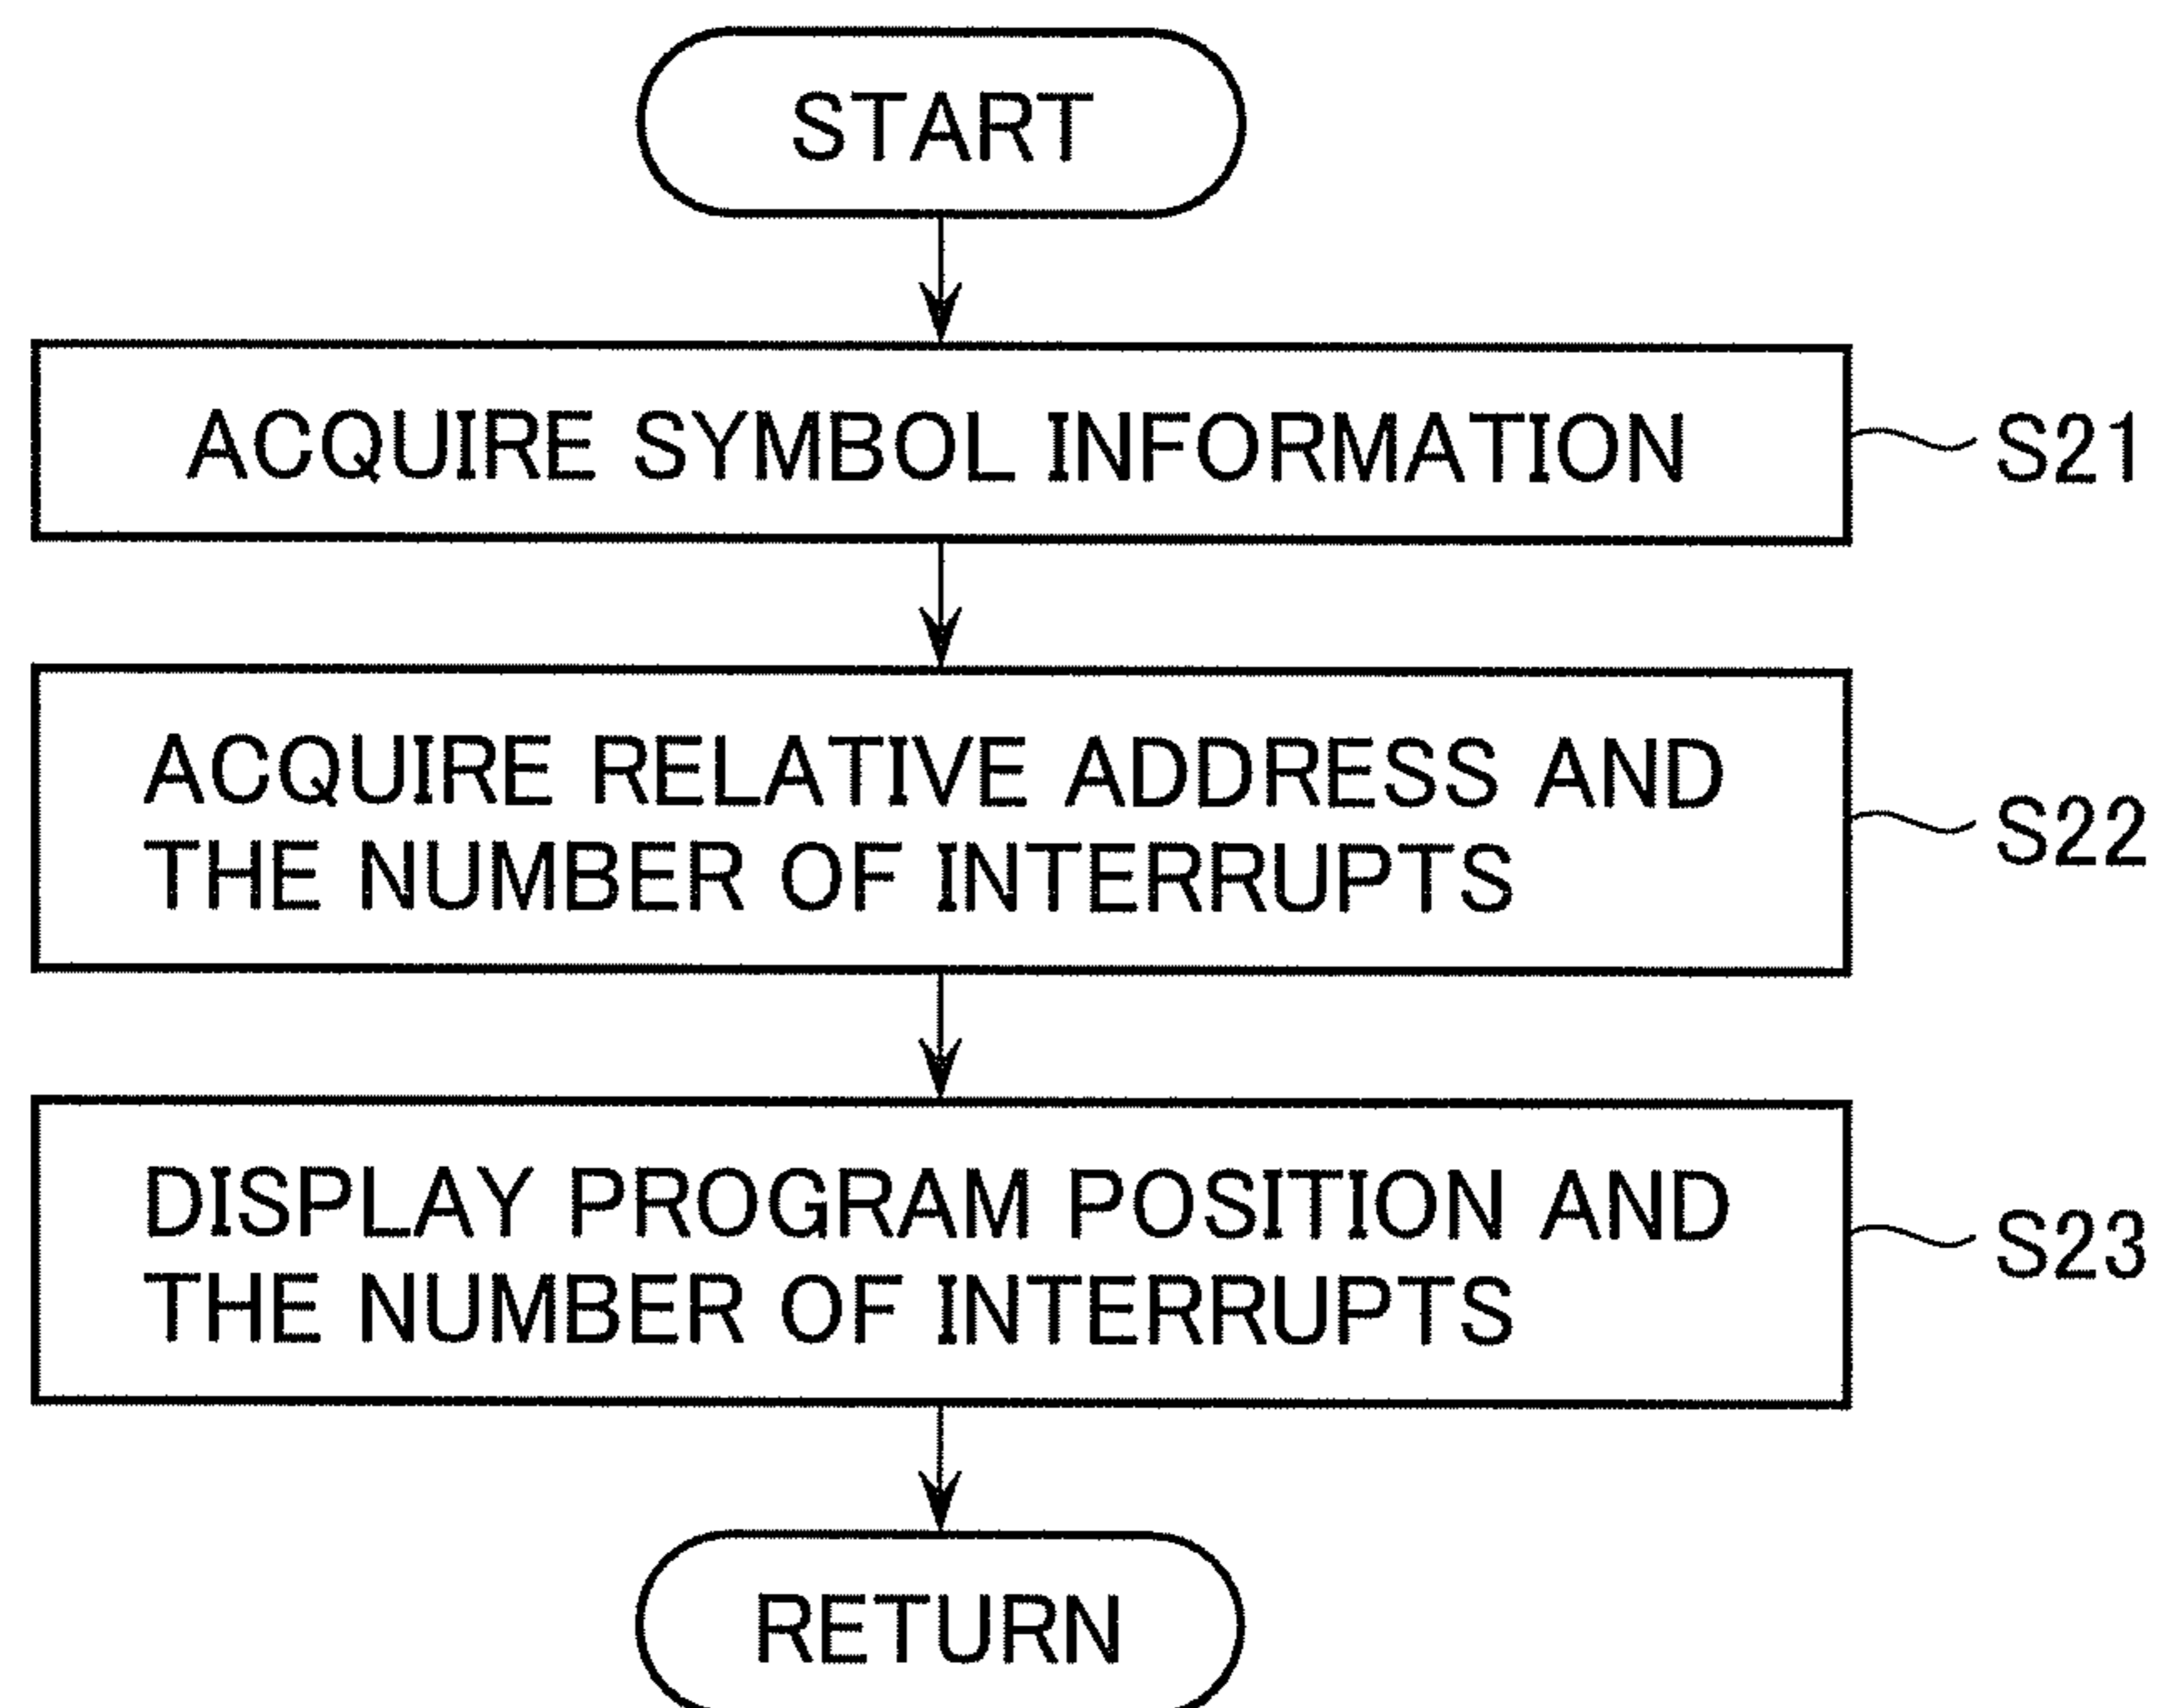 START
ACQUIRE SYMBOL INFORMATION
S21
ACQUIRE RELATIVE ADDRESS AND
THE NUMBER OF INTERRUPTS
S22
DISPLAY PROGRAM POSITION AND
THE NUMBER OF INTERRUPTS
S23
RETURN